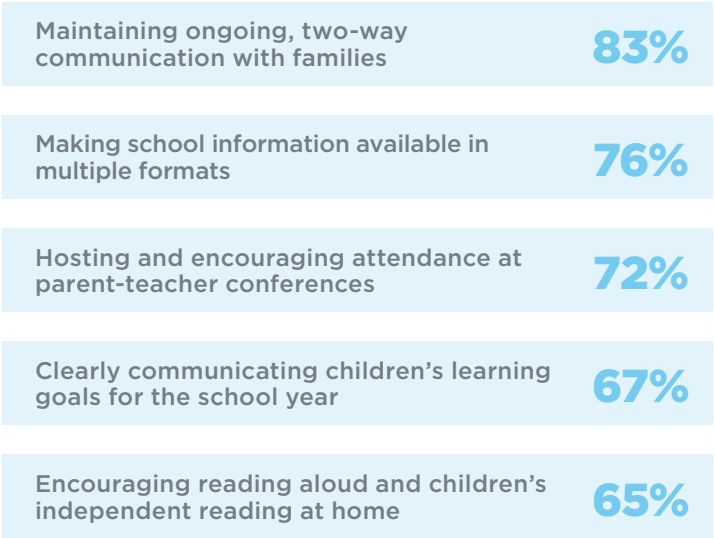 Maintaining ongoing, two-way
communication with families
83%
Making school information available in
multiple formats
76%
Hosting and encouraging attendance at
parent-teacher conferences
72%
Clearly communicating children’s learning
goals for the school year
67%
Encouraging reading aloud and children’s
independent reading at home
65%